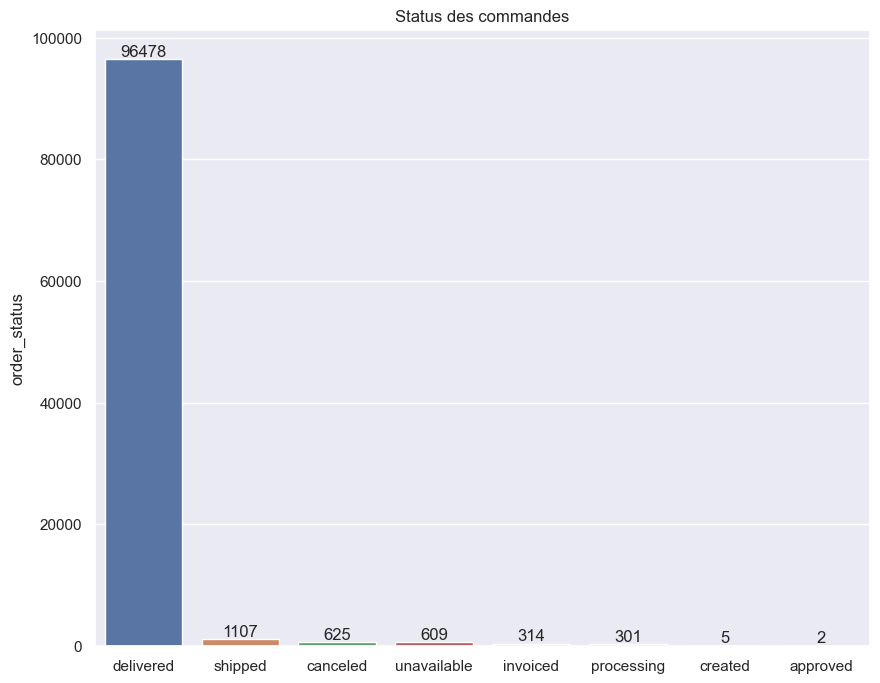 Status des commandes
order_status
100000
80000
60000
40000
20000
0
96478
1107
625
609
314
301
5
2
delivered
shipped
canceled
unavailable
invoiced
processing
created
approved